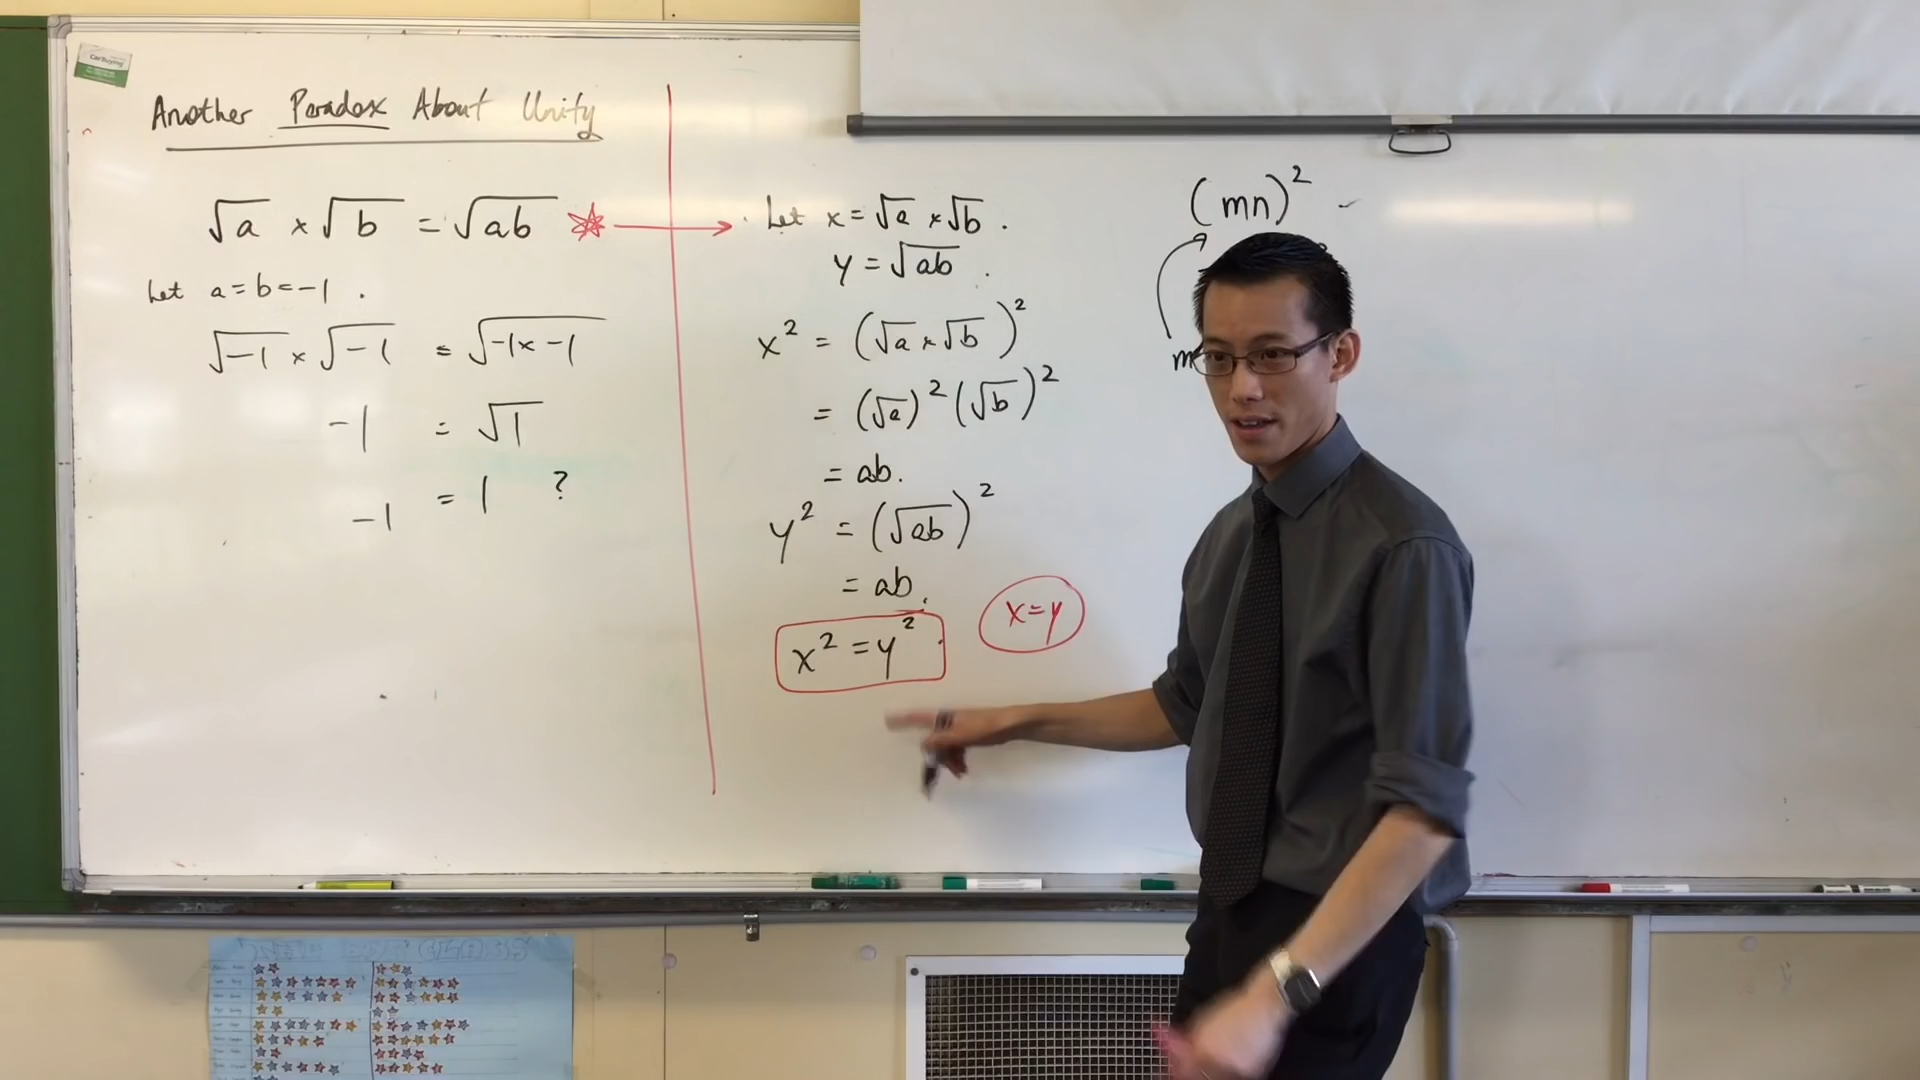 CarBuying
Another Paradox About Unity
√a × √b = √ab
Let a = b = -1 .
√-1 × √-1 = √-1 x -1
-1 = √1
-1 = 1 ?
Let x = √a × √b .
y = √ab .
x² = (√a × √b)²
= (√a)² (√b)²
= ab.
y² = (√ab)²
= ab.
x² = y² .
x = y
(mn)²
m